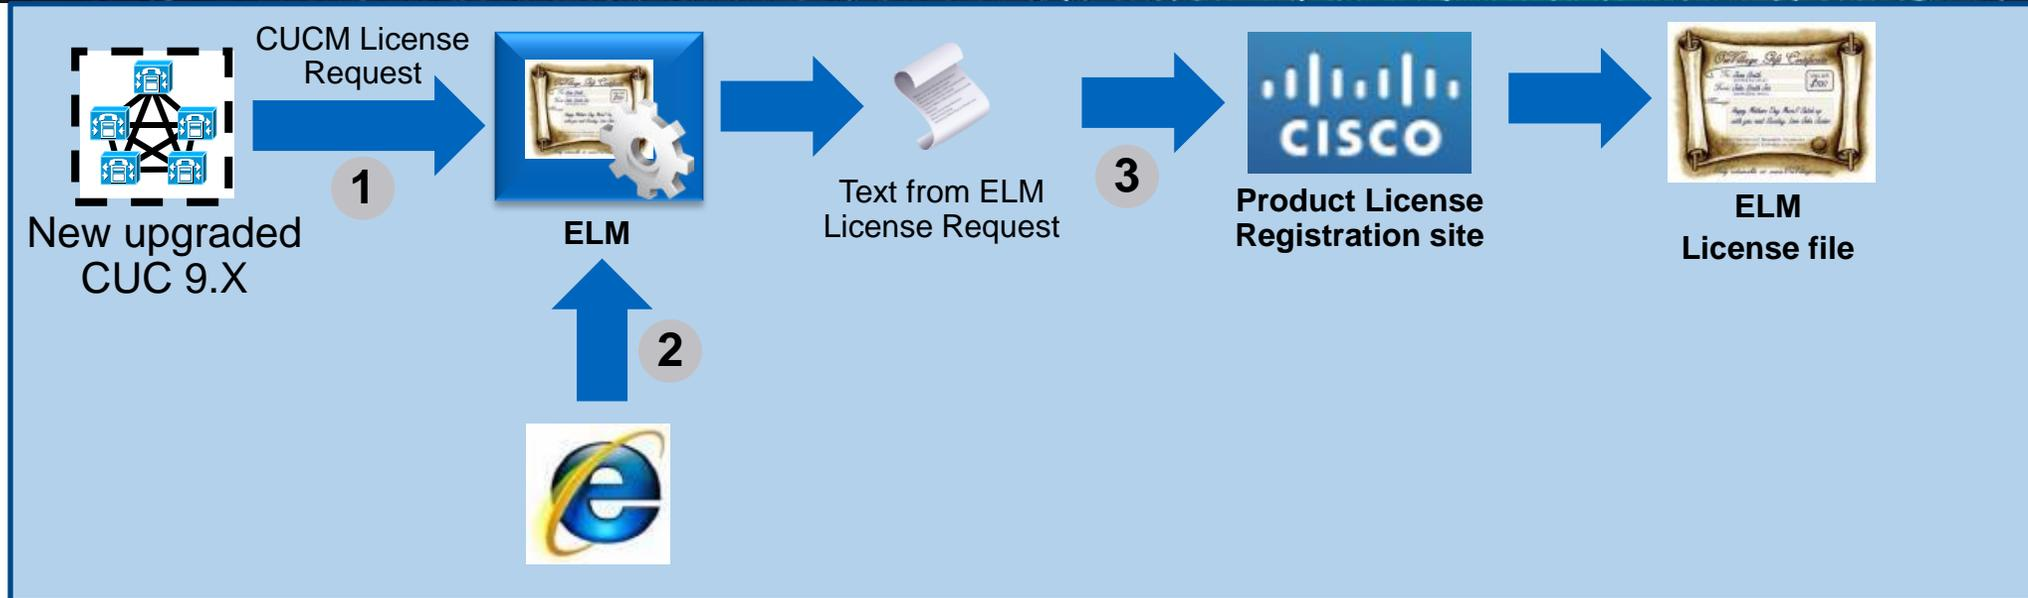 CUCM License
Request
1
New upgraded
CUC 9.X
ELM
2
Text from ELM
License Request
3
CISCO
Product License
Registration site
ELM
License file